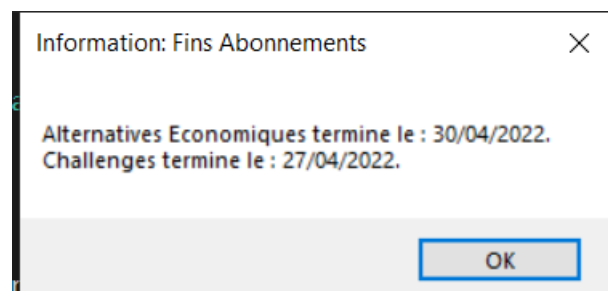 Information: Fins Abonnements
Alternatives Economiques termine le : 30/04/2022.
Challenges termine le : 27/04/2022.
OK